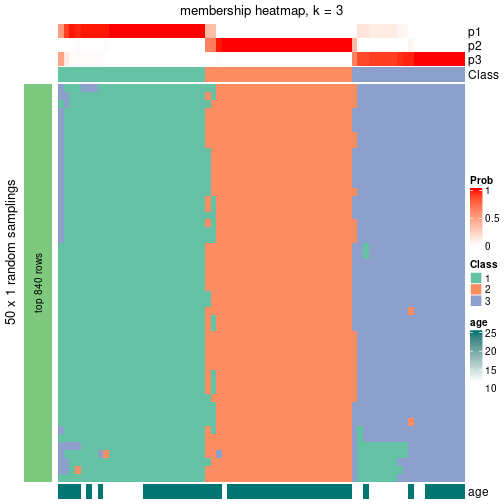 membership heatmap, k = 3
p1
p2
p3
Class
50 x 1 random samplings
top 840 rows
Prob
1
0.5
0
Class
1
2
3
age
25
20
15
10
age